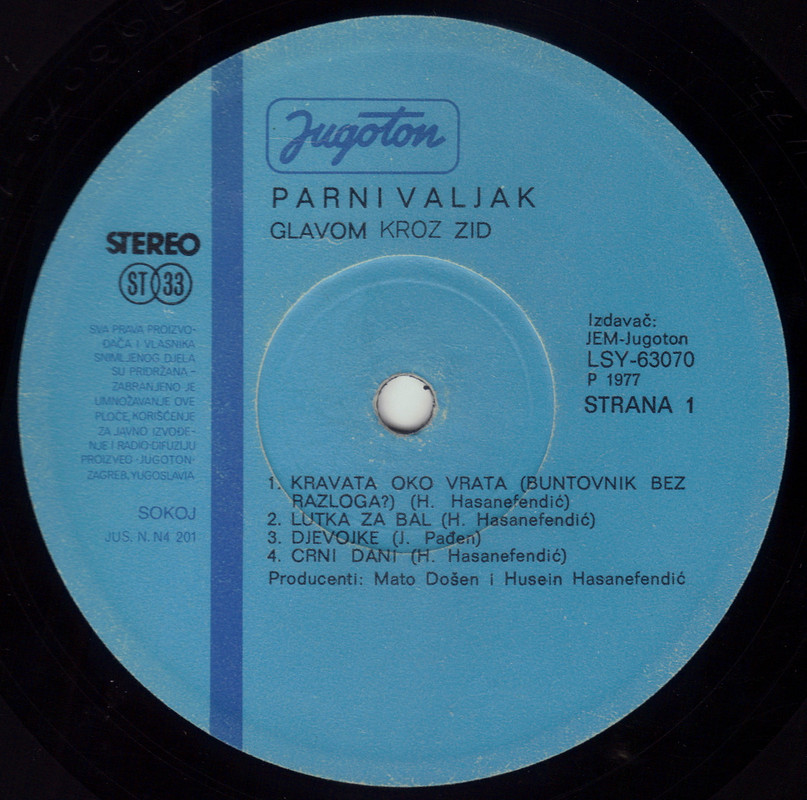 Jugoton
PARNI VALJAK
GLAVOM KROZ ZID
STEREO
ST 33
SVA PRAVA PROIZVO-
ĐAČA I VLASNIKA
SNIMLJENOG DJELA
SU PRIDRŽANA -
ZABRANJENO JE
UMNOŽAVANJE OVE
PLOČE, KORIŠĆENJE
ZA JAVNO IZVOĐE-
NJE I RADIO-DIFUZIJU
PROIZVEO - JUGOTON -
ZAGREB, YUGOSLAVIA
SOKOJ
JUS. N. N4 201
Izdavač:
JEM-Jugoton
LSY-63070
P 1977
STRANA 1
1. KRAVATA OKO VRATA (BUNTOVNIK BEZ
RAZLOGA?) (H. Hasanefendić)
2. LUTKA ZA BAL (H. Hasanefendić)
3. DJEVOJKE (J. Pađen)
4. CRNI DANI (H. Hasanefendić)
Producenti: Mato Došen i Husein Hasanefendić